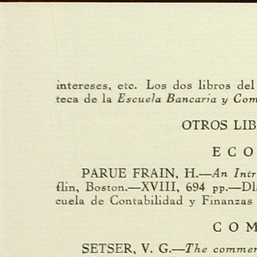 intereses, etc. Los dos libros del
teca de la Escuela Bancaria y Com
OTROS LIB
ECO
PARUE FRAIN, H.—An Intr
flin, Boston.—XVIII, 694 pp.—DI
cuela de Contabilidad y Finanzas
COM
SETSER, V. G.—The commer